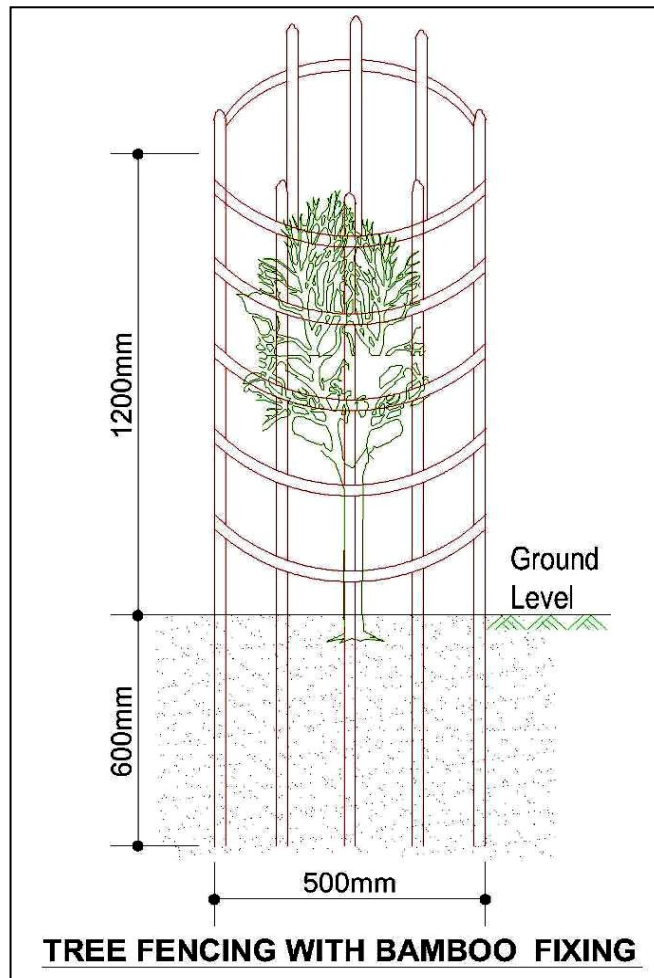 1200mm
Ground
Level
600mm
500mm
TREE FENCING WITH BAMBOO FIXING